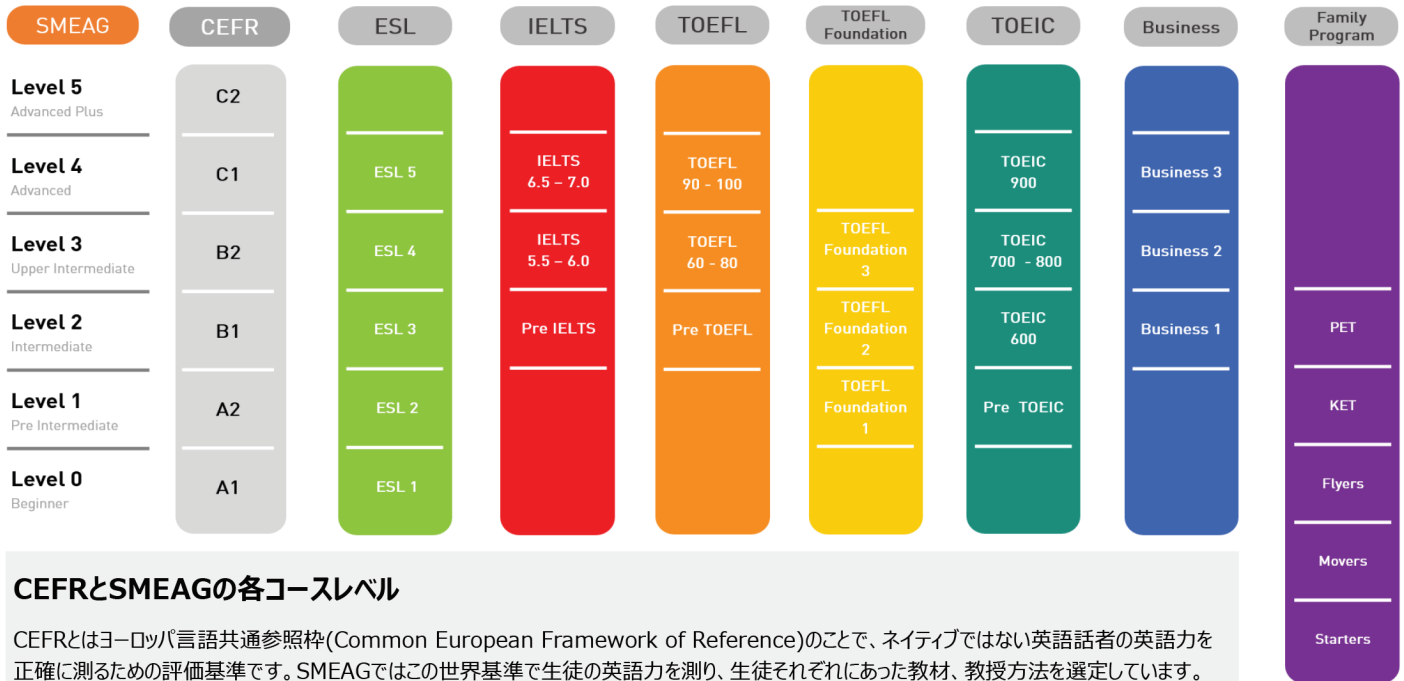 SMEAG
CEFR
ESL
IELTS
TOEFL
TOEFL
Foundation
TOEIC
Business
Family
Program
Level 5
Advanced Plus
C2
Level 4
Advanced
C1
ESL 5
IELTS
6.5 – 7.0
TOEFL
90 - 100
TOEIC
900
Business 3
Level 3
Upper Intermediate
B2
ESL 4
IELTS
5.5 – 6.0
TOEFL
60 - 80
TOEFL
Foundation
3
TOEIC
700 - 800
Business 2
Level 2
Intermediate
B1
ESL 3
Pre IELTS
Pre TOEFL
TOEFL
Foundation
2
TOEIC
600
Business 1
PET
Level 1
Pre Intermediate
A2
ESL 2
TOEFL
Foundation
1
Pre TOEIC
KET
Level 0
Beginner
A1
ESL 1
Flyers
Movers
Starters
CEFRとSMEAGの各コースレベル
CEFRとはヨーロッパ言語共通参照枠(Common European Framework of Reference)のことで、ネイティブではない英語話者の英語力を
正確に測るための評価基準です。SMEAGではこの世界基準で生徒の英語力を測り、生徒それぞれにあった教材、教授方法を選定しています。